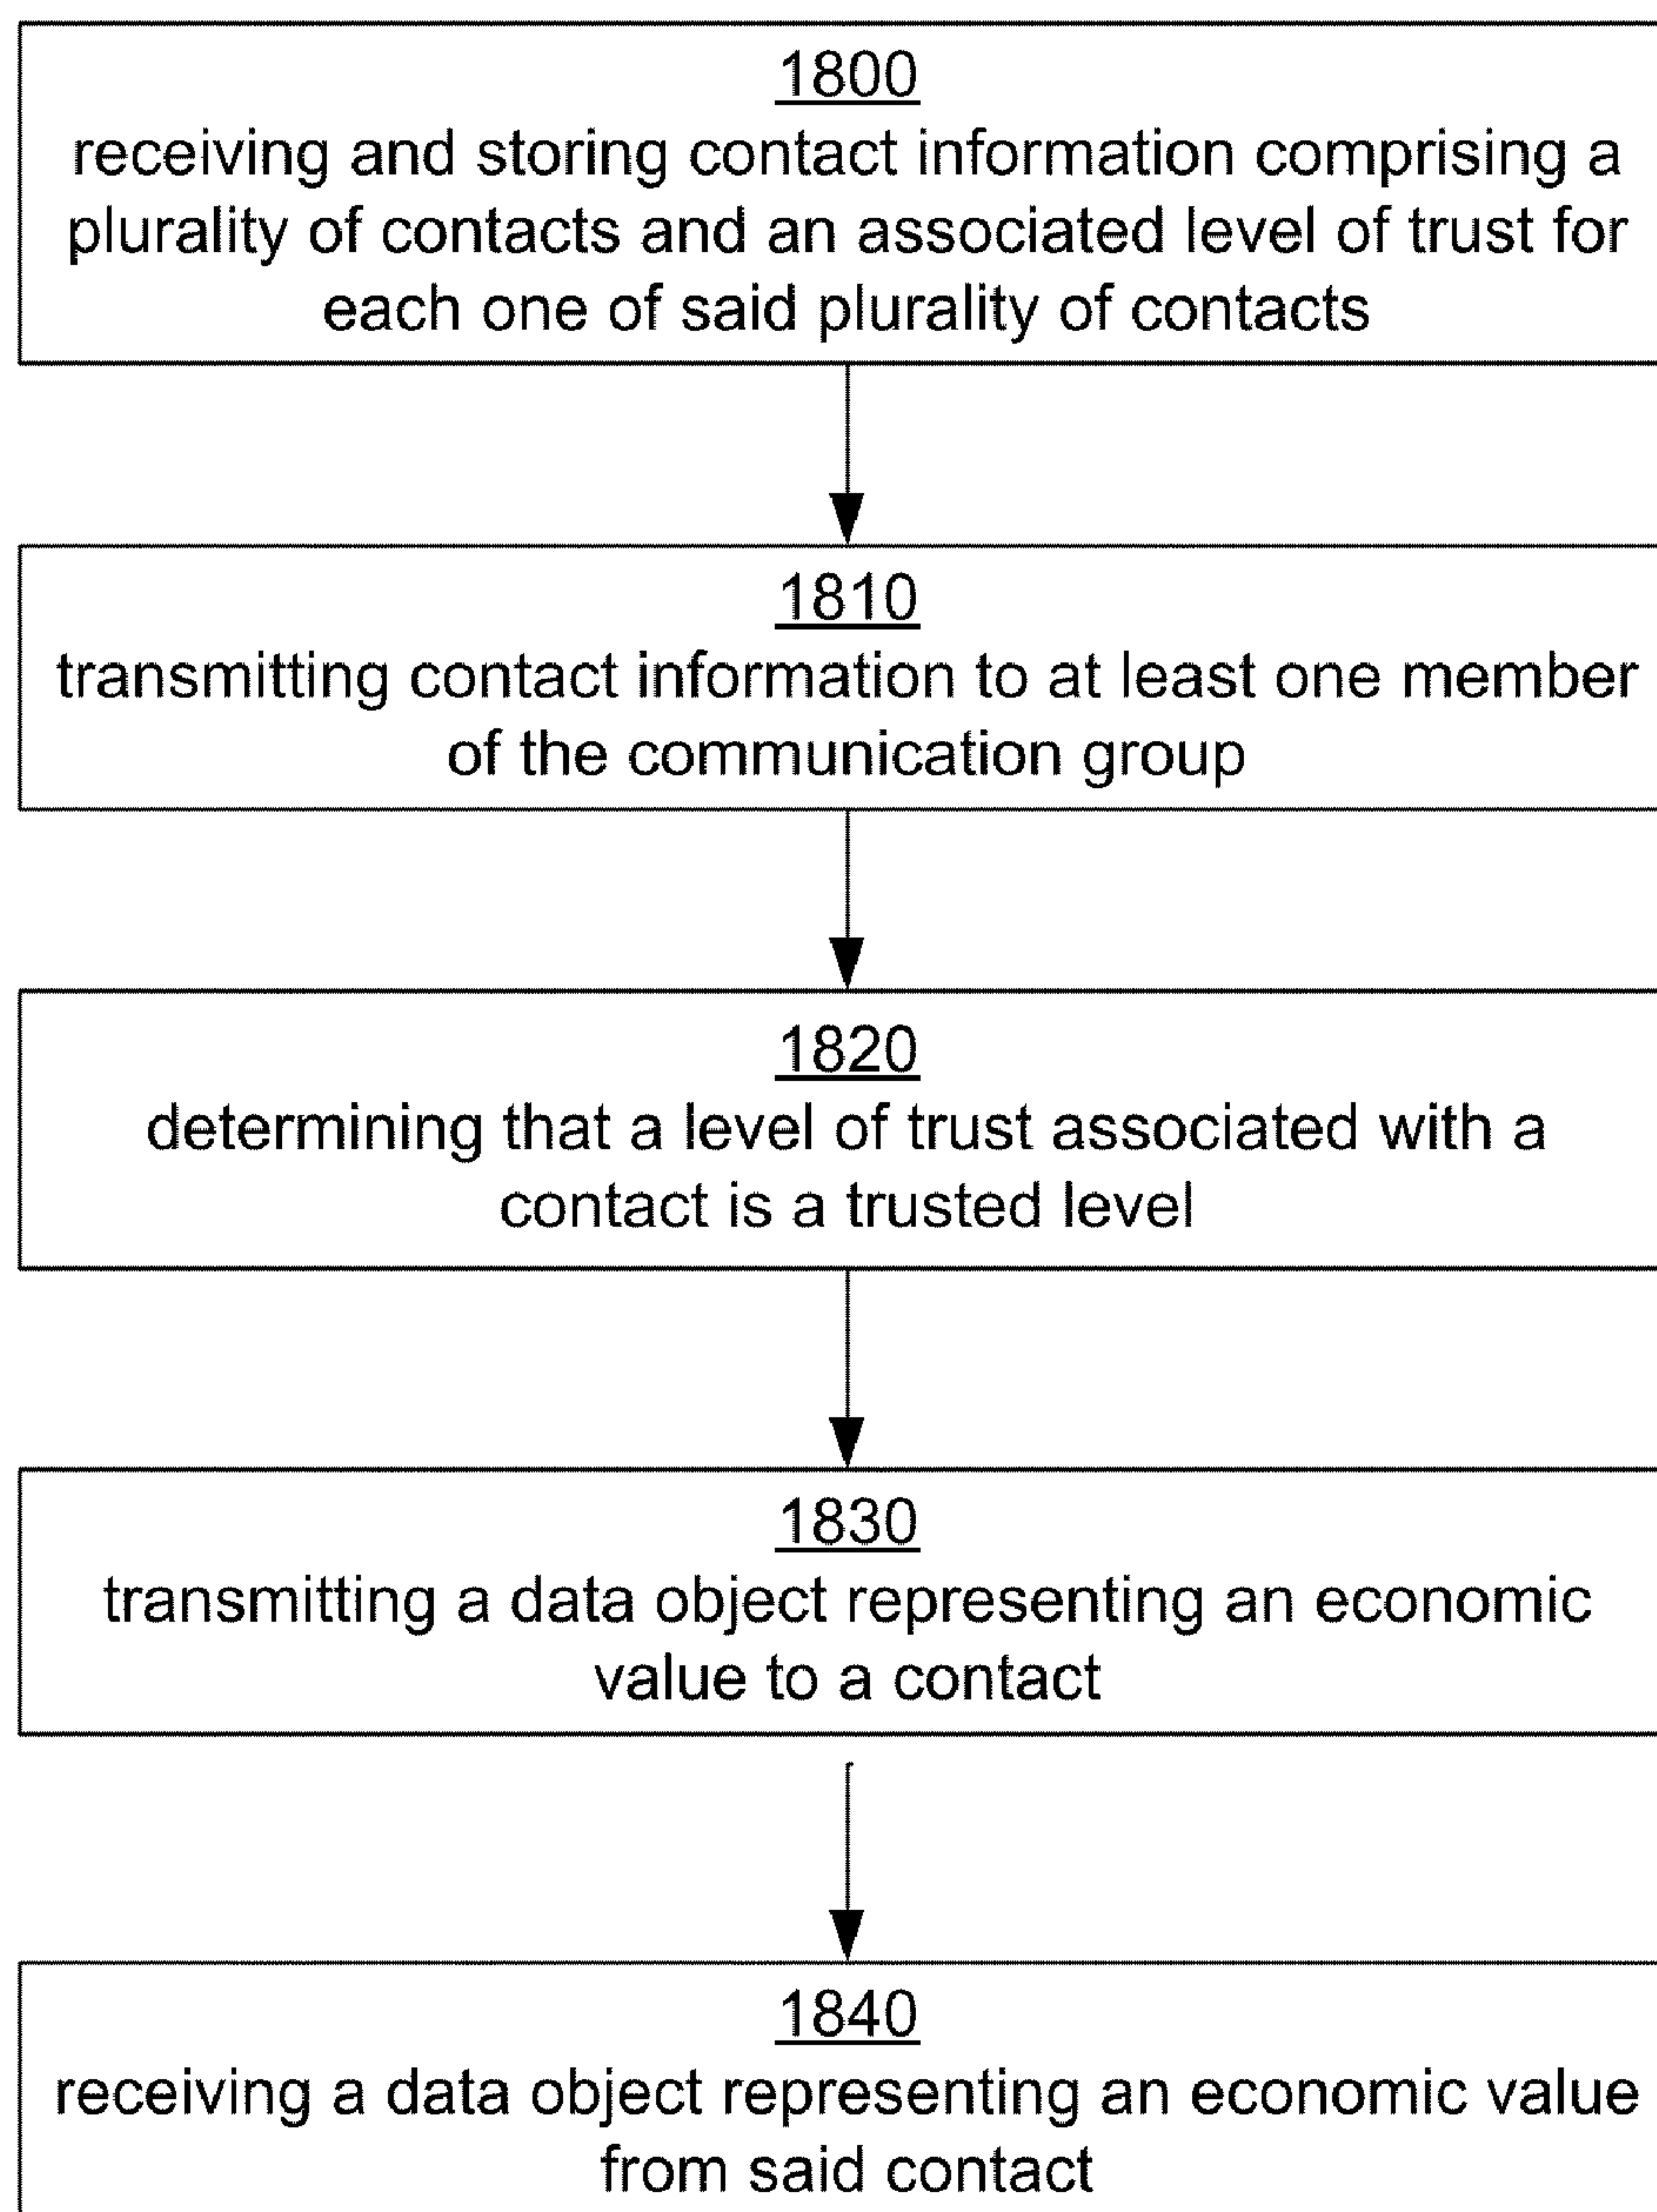 1800
receiving and storing contact information comprising a
plurality of contacts and an associated level of trust for
each one of said plurality of contacts
1810
transmitting contact information to at least one member
of the communication group
1820
determining that a level of trust associated with a
contact is a trusted level
1830
transmitting a data object representing an economic
value to a contact
1840
receiving a data object representing an economic value
from said contact